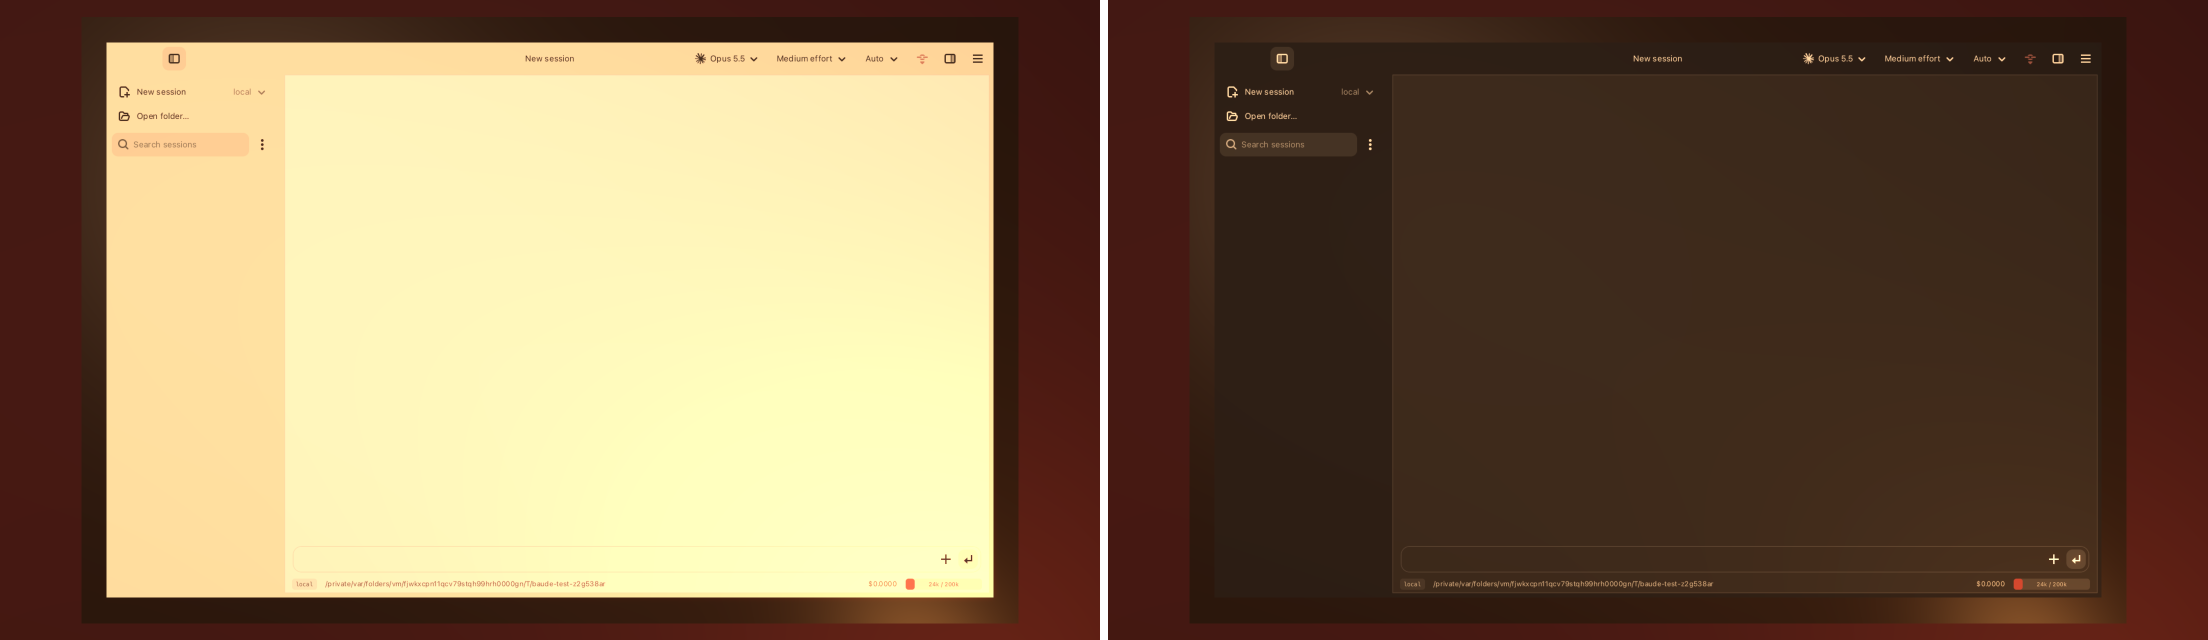 New session
Opus 5.5
Medium effort
Auto
New session
local
Open folder...
Search sessions
local
/private/var/folders/vm/fjwkxcpn11qcv79stqh99hrh0000gn/T/baude-test-z2g538ar
$0.0000
24k / 200k
New session
Opus 5.5
Medium effort
Auto
New session
local
Open folder...
Search sessions
local
/private/var/folders/vm/fjwkxcpn11qcv79stqh99hrh0000gn/T/baude-test-z2g538ar
$0.0000
24k / 200k